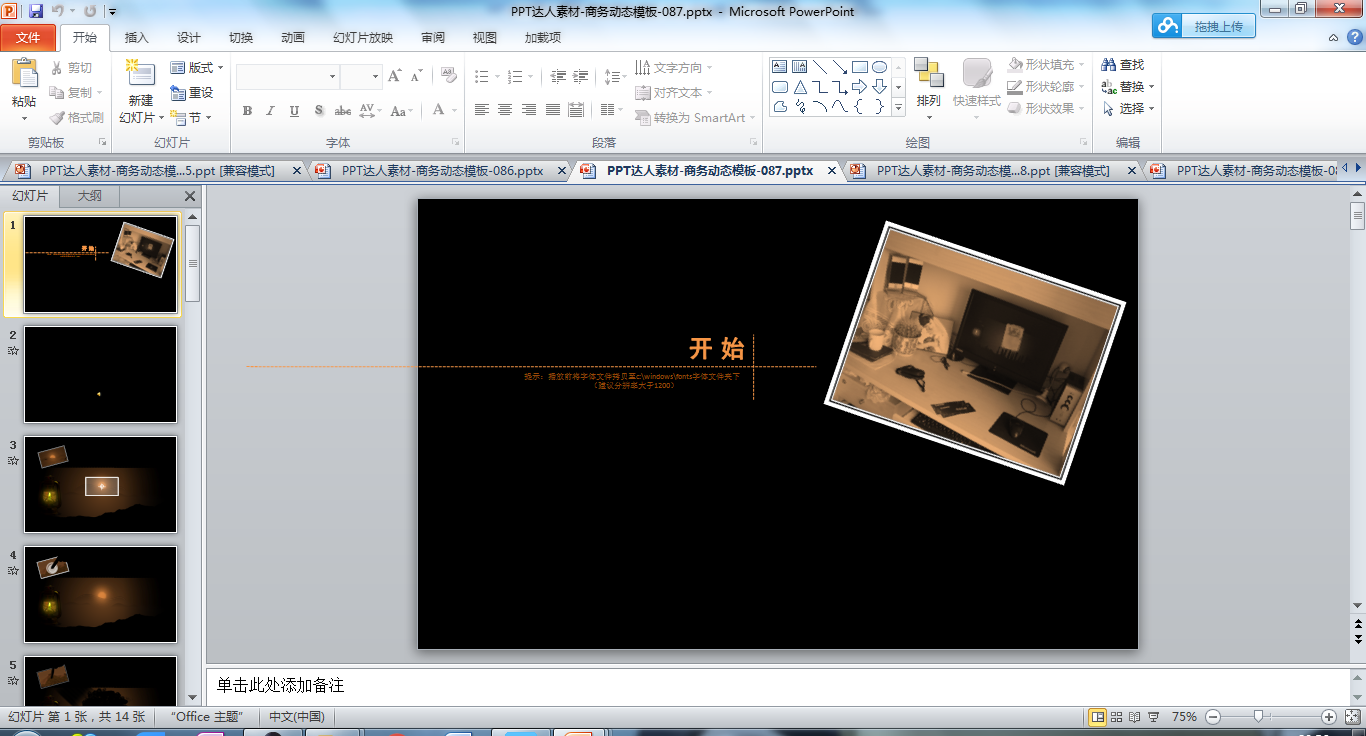 PPT达人素材-商务动态模板-087.pptx - Microsoft PowerPoint
拖拽上传
文件 开始 插入 设计 切换 动画 幻灯片放映 审阅 视图 加载项
粘贴 剪切 复制 格式刷 剪贴板
新建幻灯片 版式 重设 节 幻灯片
B I U S abc AV Aa A 字体
文字方向 对齐文本 转换为 SmartArt 段落
排列 快速样式 形状填充 形状轮廓 形状效果 绘图
查找 替换 选择 编辑
PPT达人素材-商务动态模...5.ppt [兼容模式] PPT达人素材-商务动态模板-086.pptx PPT达人素材-商务动态模板-087.pptx PPT达人素材-商务动态模...8.ppt [兼容模式] PPT达人素材-商务动态模板-08
幻灯片 大纲
1
开始
2
3
4
5
开 始
提示：播放前将字体文件拷贝至c:\windows\fonts字体文件夹下
（建议分辨率大于1200）
单击此处添加备注
幻灯片 第 1 张，共 14 张 "Office 主题" 中文(中国) 75%